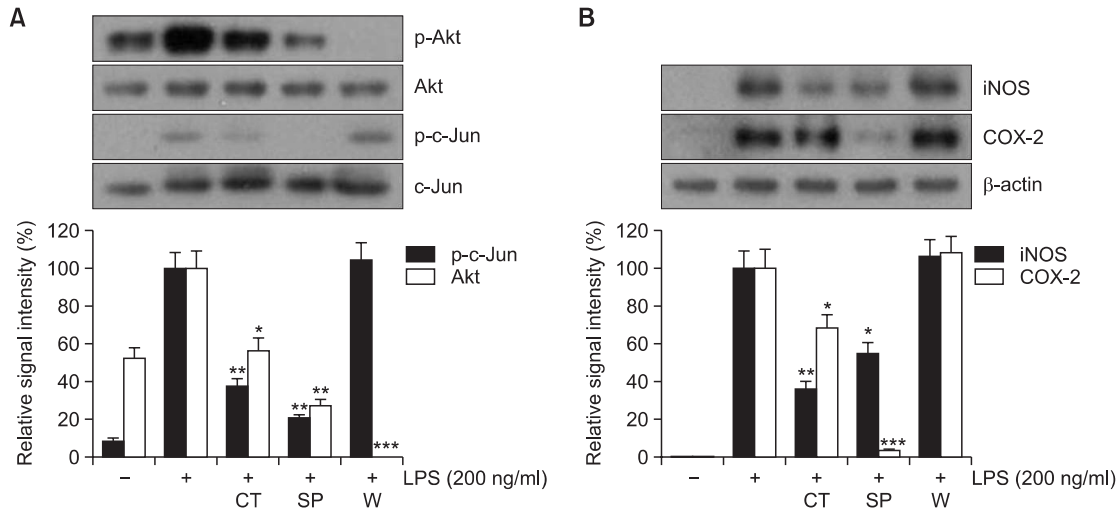 A
p-Akt
Akt
p-c-Jun
c-Jun
Relative signal intensity (%)
120
100
80
60
40
20
0
p-c-Jun
Akt
** * ** ** ***
− + + + + LPS (200 ng/ml)
CT SP W
B
iNOS
COX-2
β-actin
Relative signal intensity (%)
120
100
80
60
40
20
0
iNOS
COX-2
** * * ***
− + + + + LPS (200 ng/ml)
CT SP W